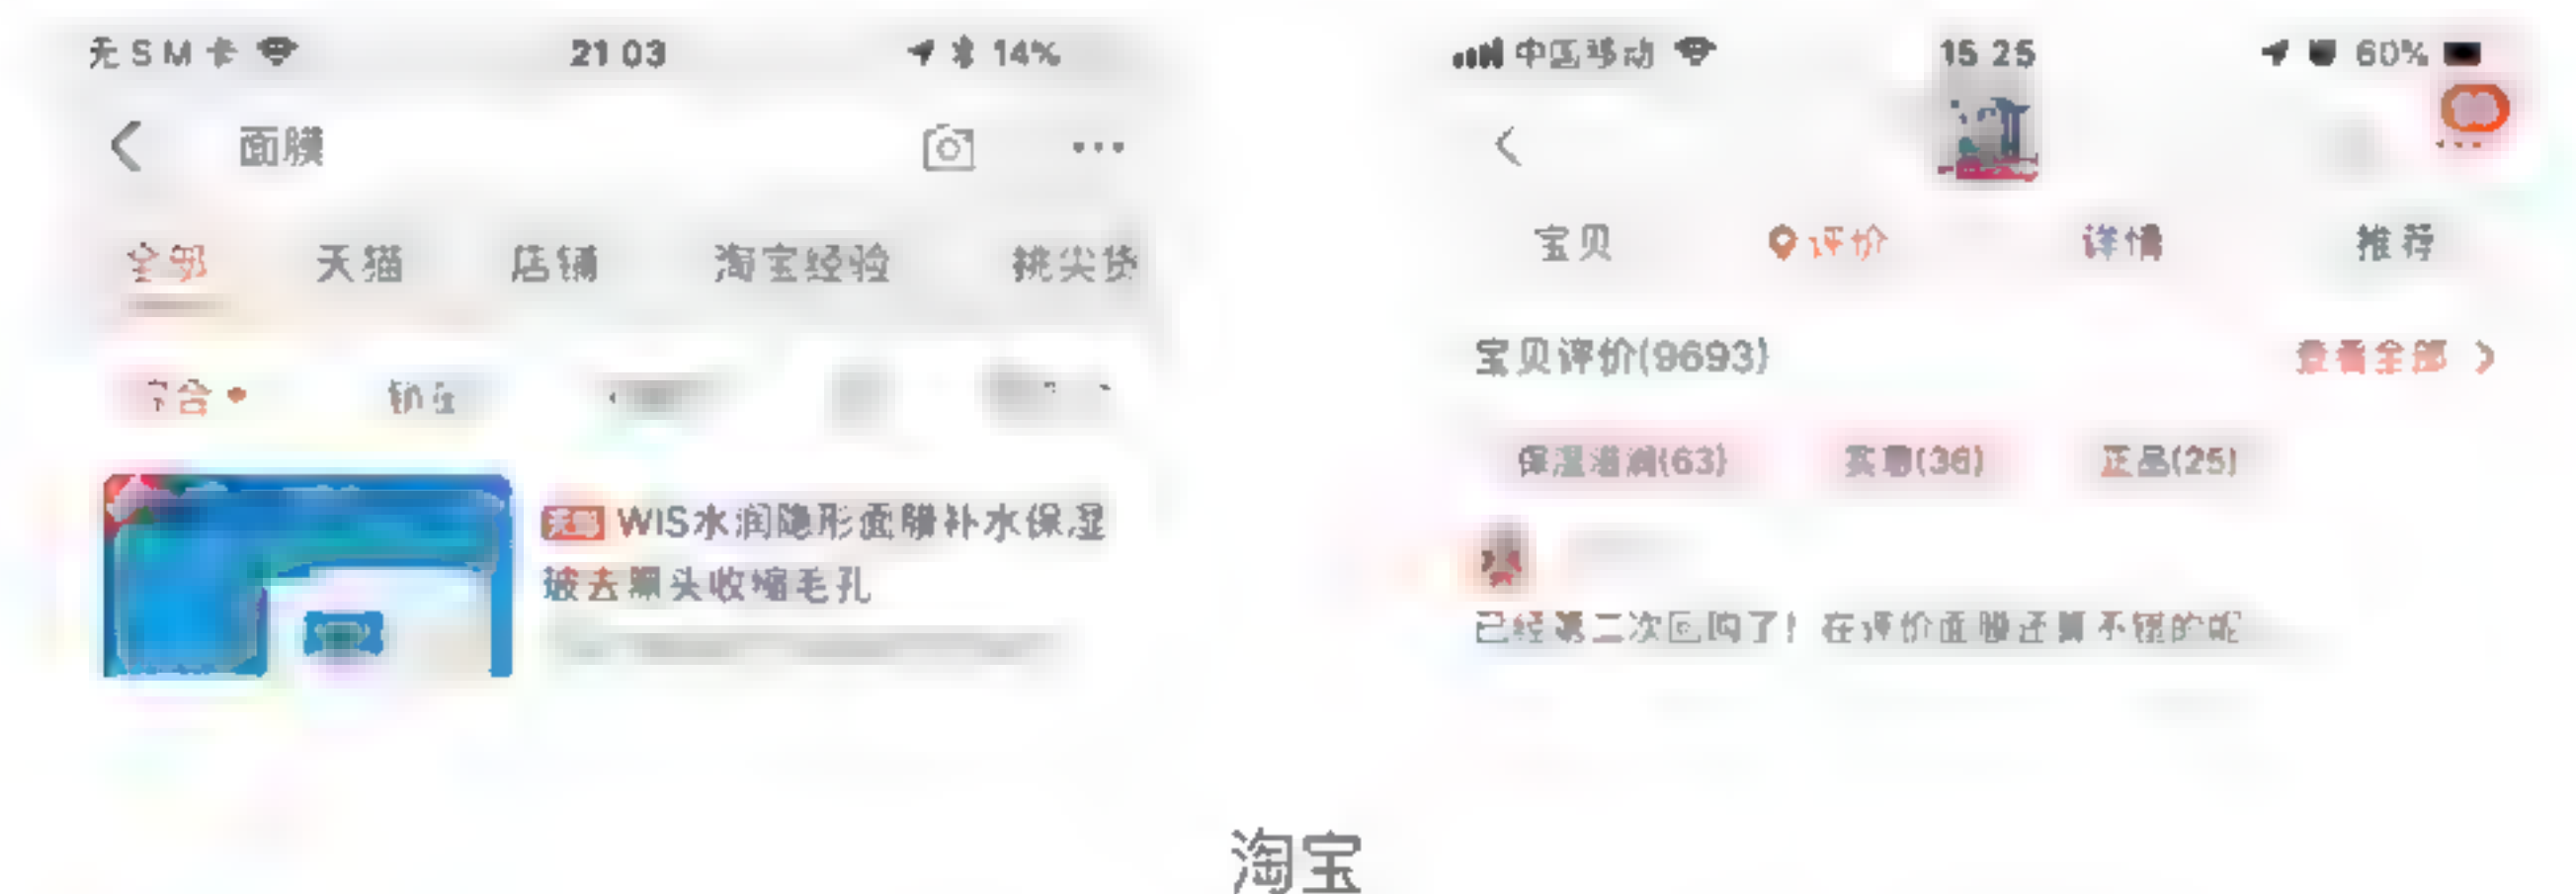 无SIM卡 21:03 14%
面膜
全部 天猫 店铺 淘宝经验 挑尖货
综合 销量
天猫 WIS水润隐形面膜补水保湿
玻去黑头收缩毛孔
中国移动 15:25 60%
宝贝 评价 详情 推荐
宝贝评价(9693) 查看全部
保湿滋润(63) 实惠(36) 正品(25)
已经第二次回购了! 在评价面膜还算不错的呢
淘宝